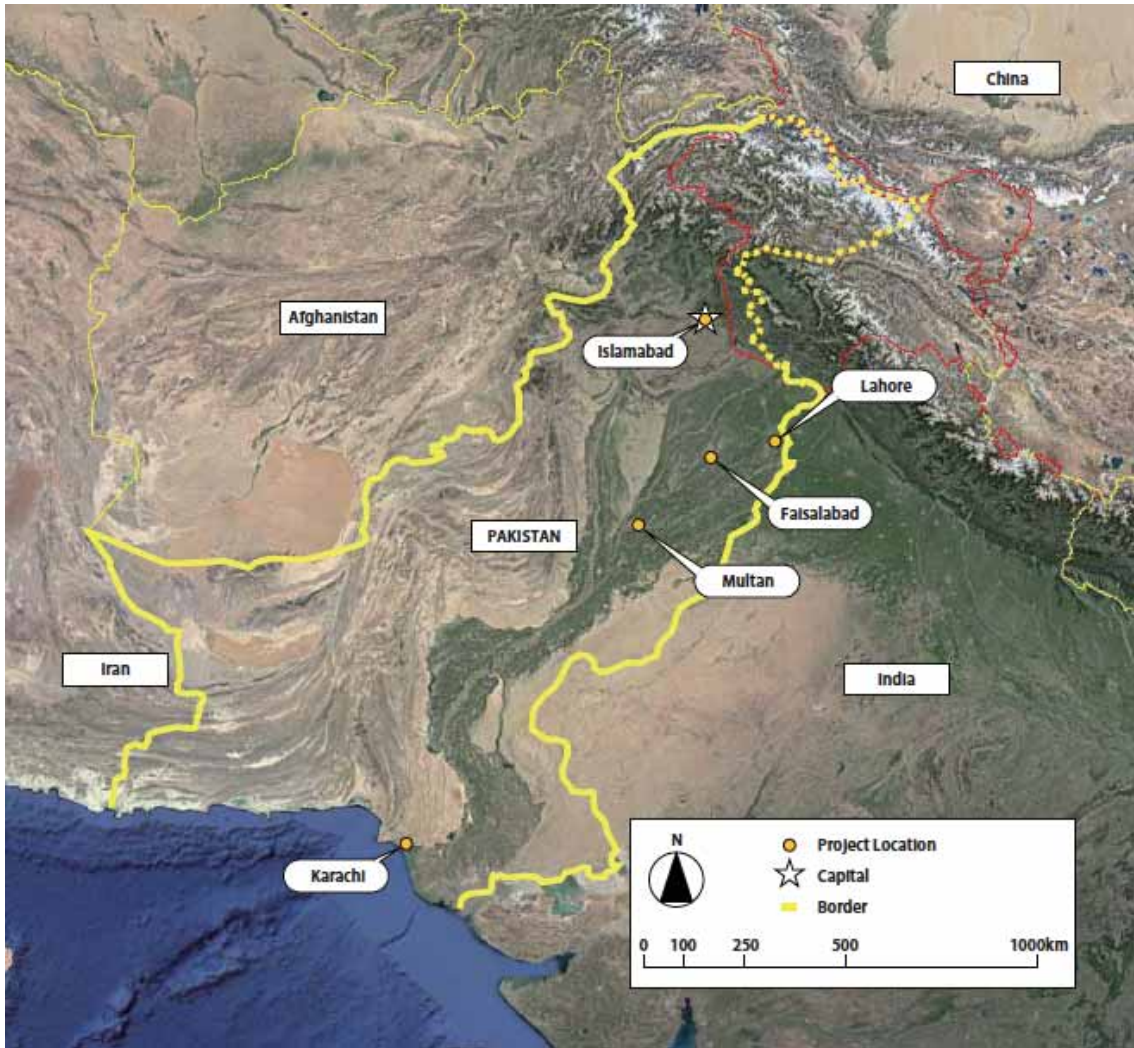 China
Afghanistan
Islamabad
Lahore
Faisalabad
PAKISTAN
Multan
Iran
India
Karachi
N
Project Location
Capital
Border
0 100 250 500 1000km